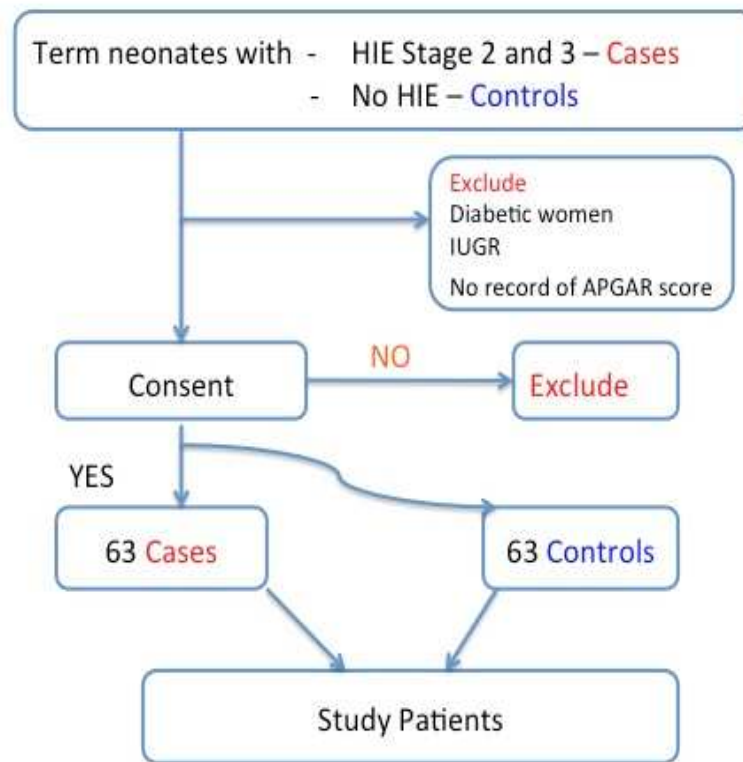 Term neonates with - HIE Stage 2 and 3 – Cases
- No HIE – Controls
Exclude
Diabetic women
IUGR
No record of APGAR score
Consent
NO
Exclude
YES
63 Cases
63 Controls
Study Patients